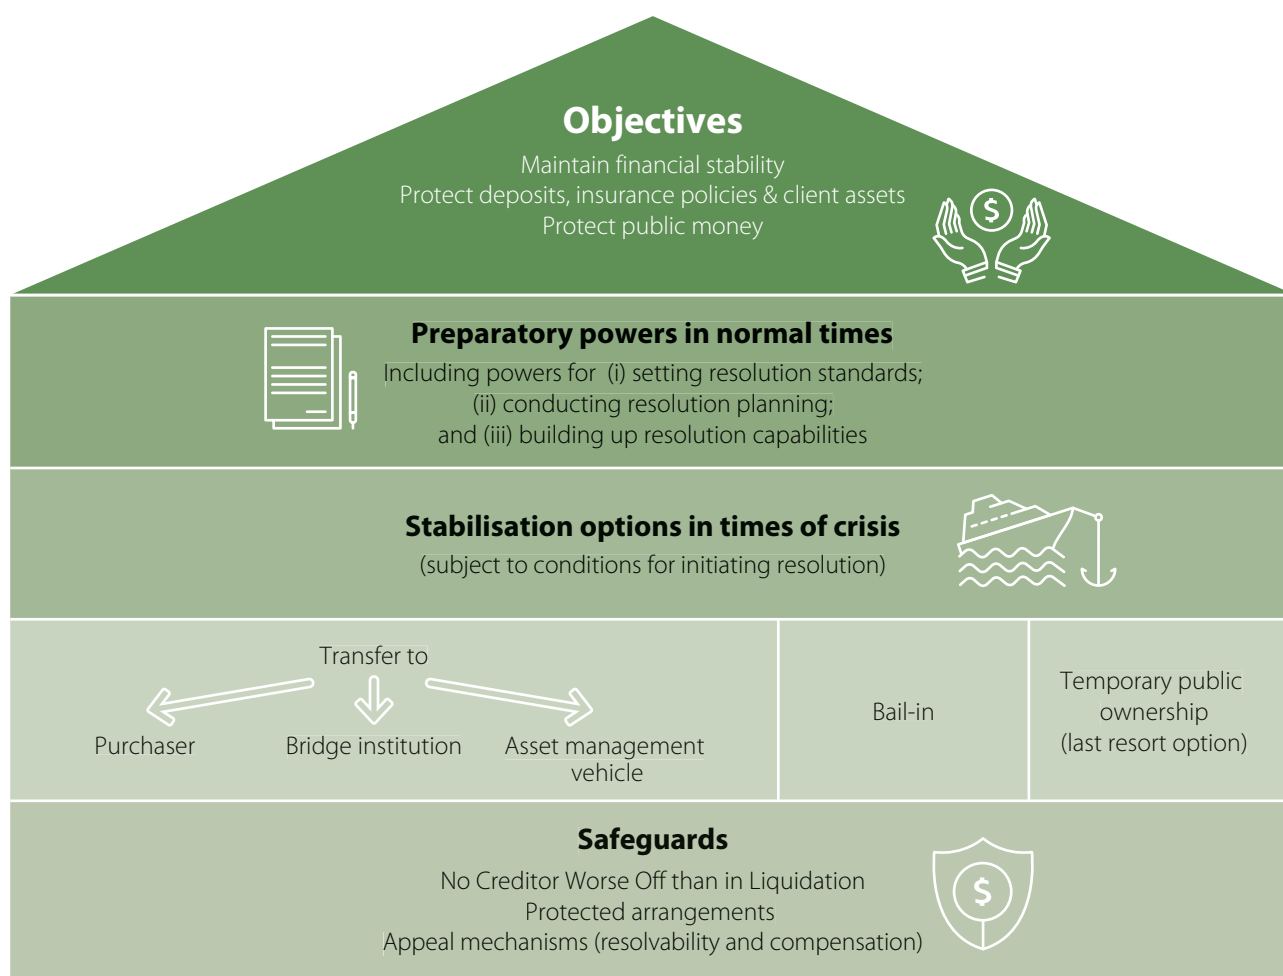 Objectives
Maintain financial stability
Protect deposits, insurance policies & client assets
Protect public money
$
Preparatory powers in normal times
Including powers for (i) setting resolution standards;
(ii) conducting resolution planning;
and (iii) building up resolution capabilities
Stabilisation options in times of crisis
(subject to conditions for initiating resolution)
Transfer to
Purchaser
Bridge institution
Asset management
vehicle
Bail-in
Temporary public
ownership
(last resort option)
Safeguards
No Creditor Worse Off than in Liquidation
Protected arrangements
Appeal mechanisms (resolvability and compensation)
$